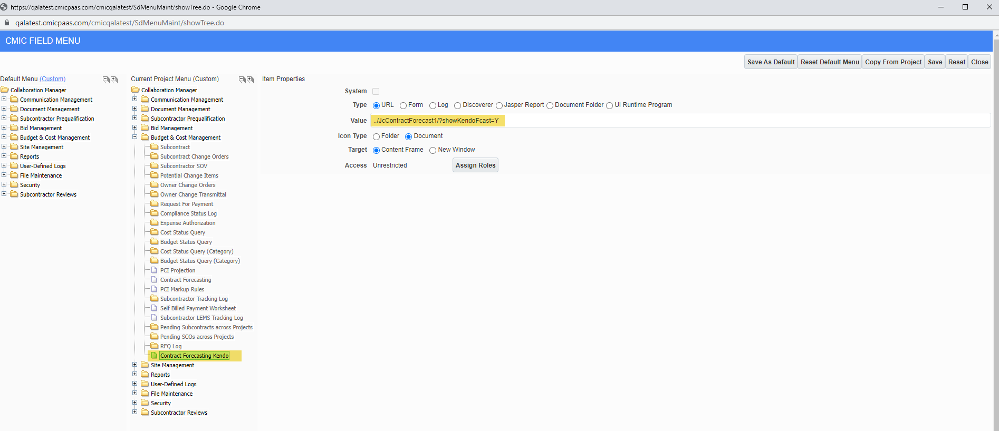 https://qalatest.cmicpaas.com/cmicqalatest/SdMenuMaint/showTree.do - Google Chrome
qalatest.cmicpaas.com/cmicqalatest/SdMenuMaint/showTree.do
CMIC FIELD MENU
Save As Default Reset Default Menu Copy From Project Save Reset Close
Default Menu (Custom)
Collaboration Manager
Communication Management
Document Management
Subcontractor Prequalification
Bid Management
Budget & Cost Management
Site Management
Reports
User-Defined Logs
File Maintenance
Security
Subcontractor Reviews
Current Project Menu (Custom)
Collaboration Manager
Communication Management
Document Management
Subcontractor Prequalification
Bid Management
Budget & Cost Management
Subcontract
Subcontract Change Orders
Subcontractor SOV
Potential Change Items
Owner Change Orders
Owner Change Transmittal
Request For Payment
Compliance Status Log
Expense Authorization
Cost Status Query
Budget Status Query
Cost Status Query (Category)
Budget Status Query (Category)
PCI Projection
Contract Forecasting
PCI Markup Rules
Subcontractor Tracking Log
Self Billed Payment Worksheet
Subcontractor LEMS Tracking Log
Pending Subcontracts across Projects
Pending SCOs across Projects
RFQ Log
Contract Forecasting Kendo
Site Management
Reports
User-Defined Logs
File Maintenance
Security
Subcontractor Reviews
Item Properties
System
Type URL Form Log Discoverer Jasper Report Document Folder UI Runtime Program
Value ../JcContractForecast1/?showKendoFcast=Y
Icon Type Folder Document
Target Content Frame New Window
Access Unrestricted Assign Roles